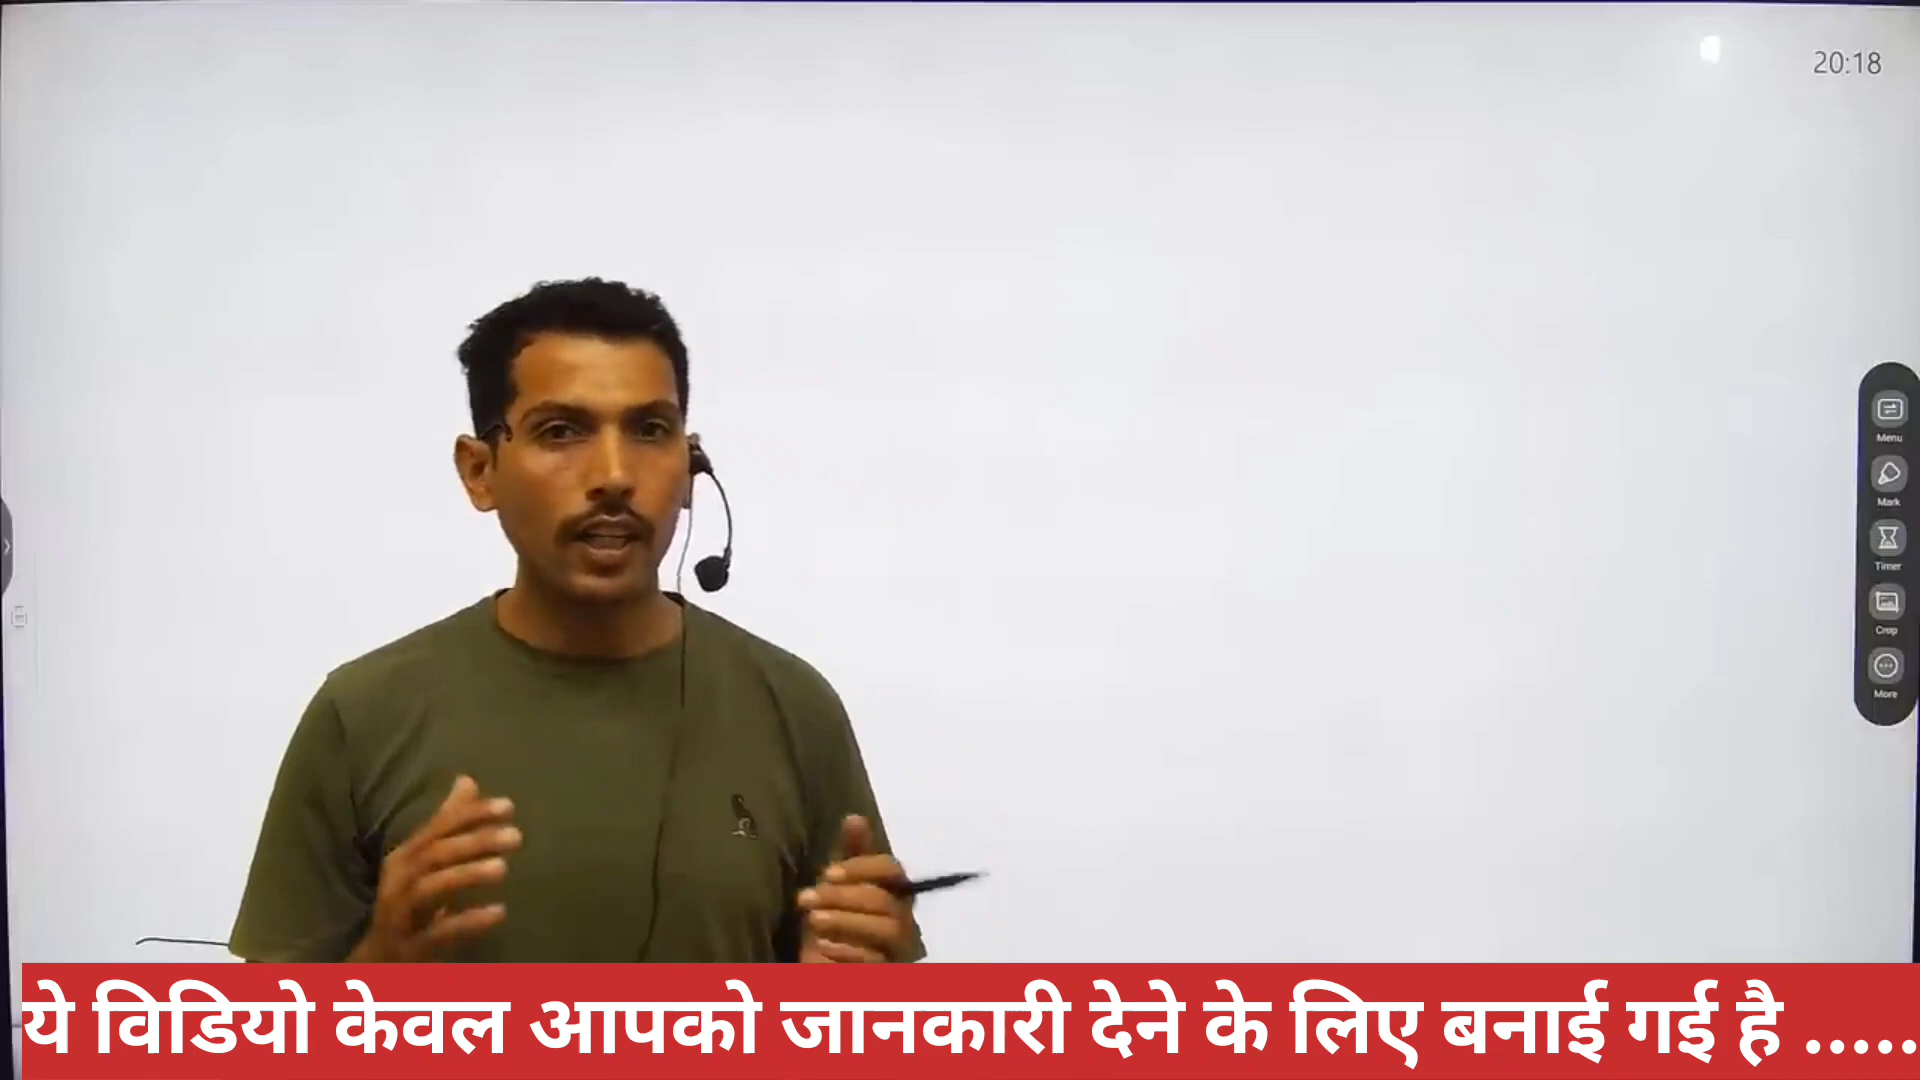 20:18
Menu
Mark
Timer
Crop
More
ये विडियो केवल आपको जानकारी देने के लिए बनाई गई है .....